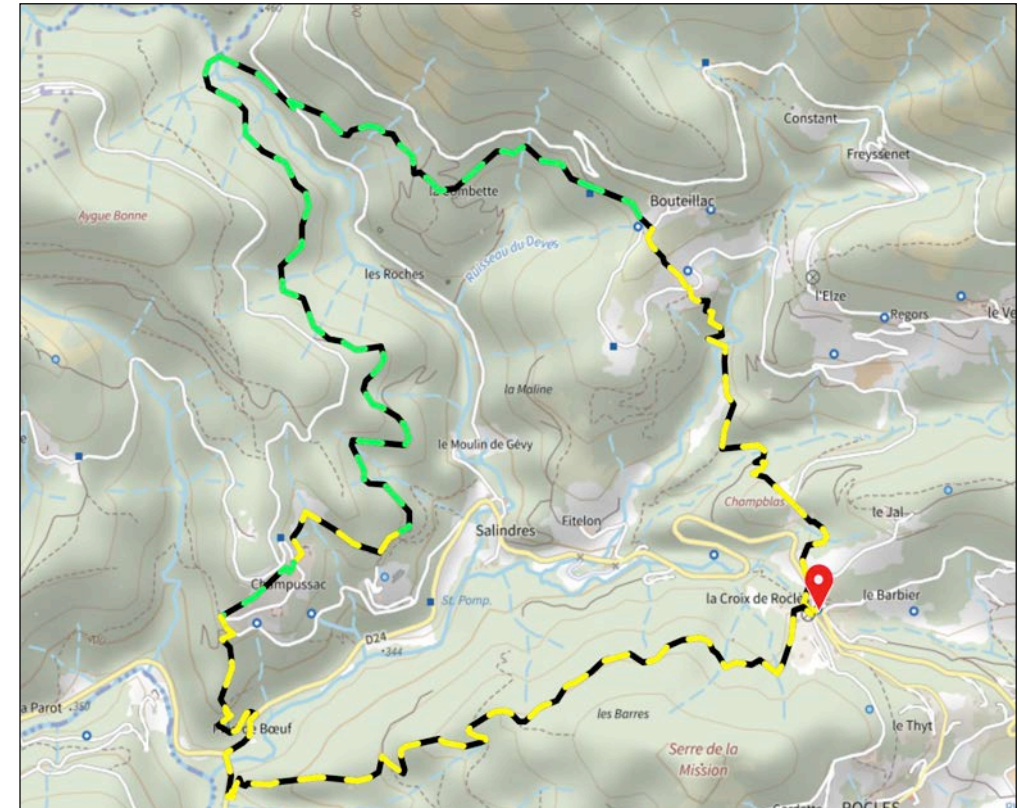 460
Constant
Freyssenet
la Combette
Bouteillac
Aygue Bonne
Ruisseau du Devès
les Roches
l'Elze
Regors
la Maline
le Moulin de Gévy
Champblas
le Jal
Salindres
Fitelon
Champussac
St. Pomp.
la Croix de Rocles
le Barbier
D24
344
a Parot
360
de Bœuf
les Barres
le Thyt
Serre de la
Mission
ROCLES